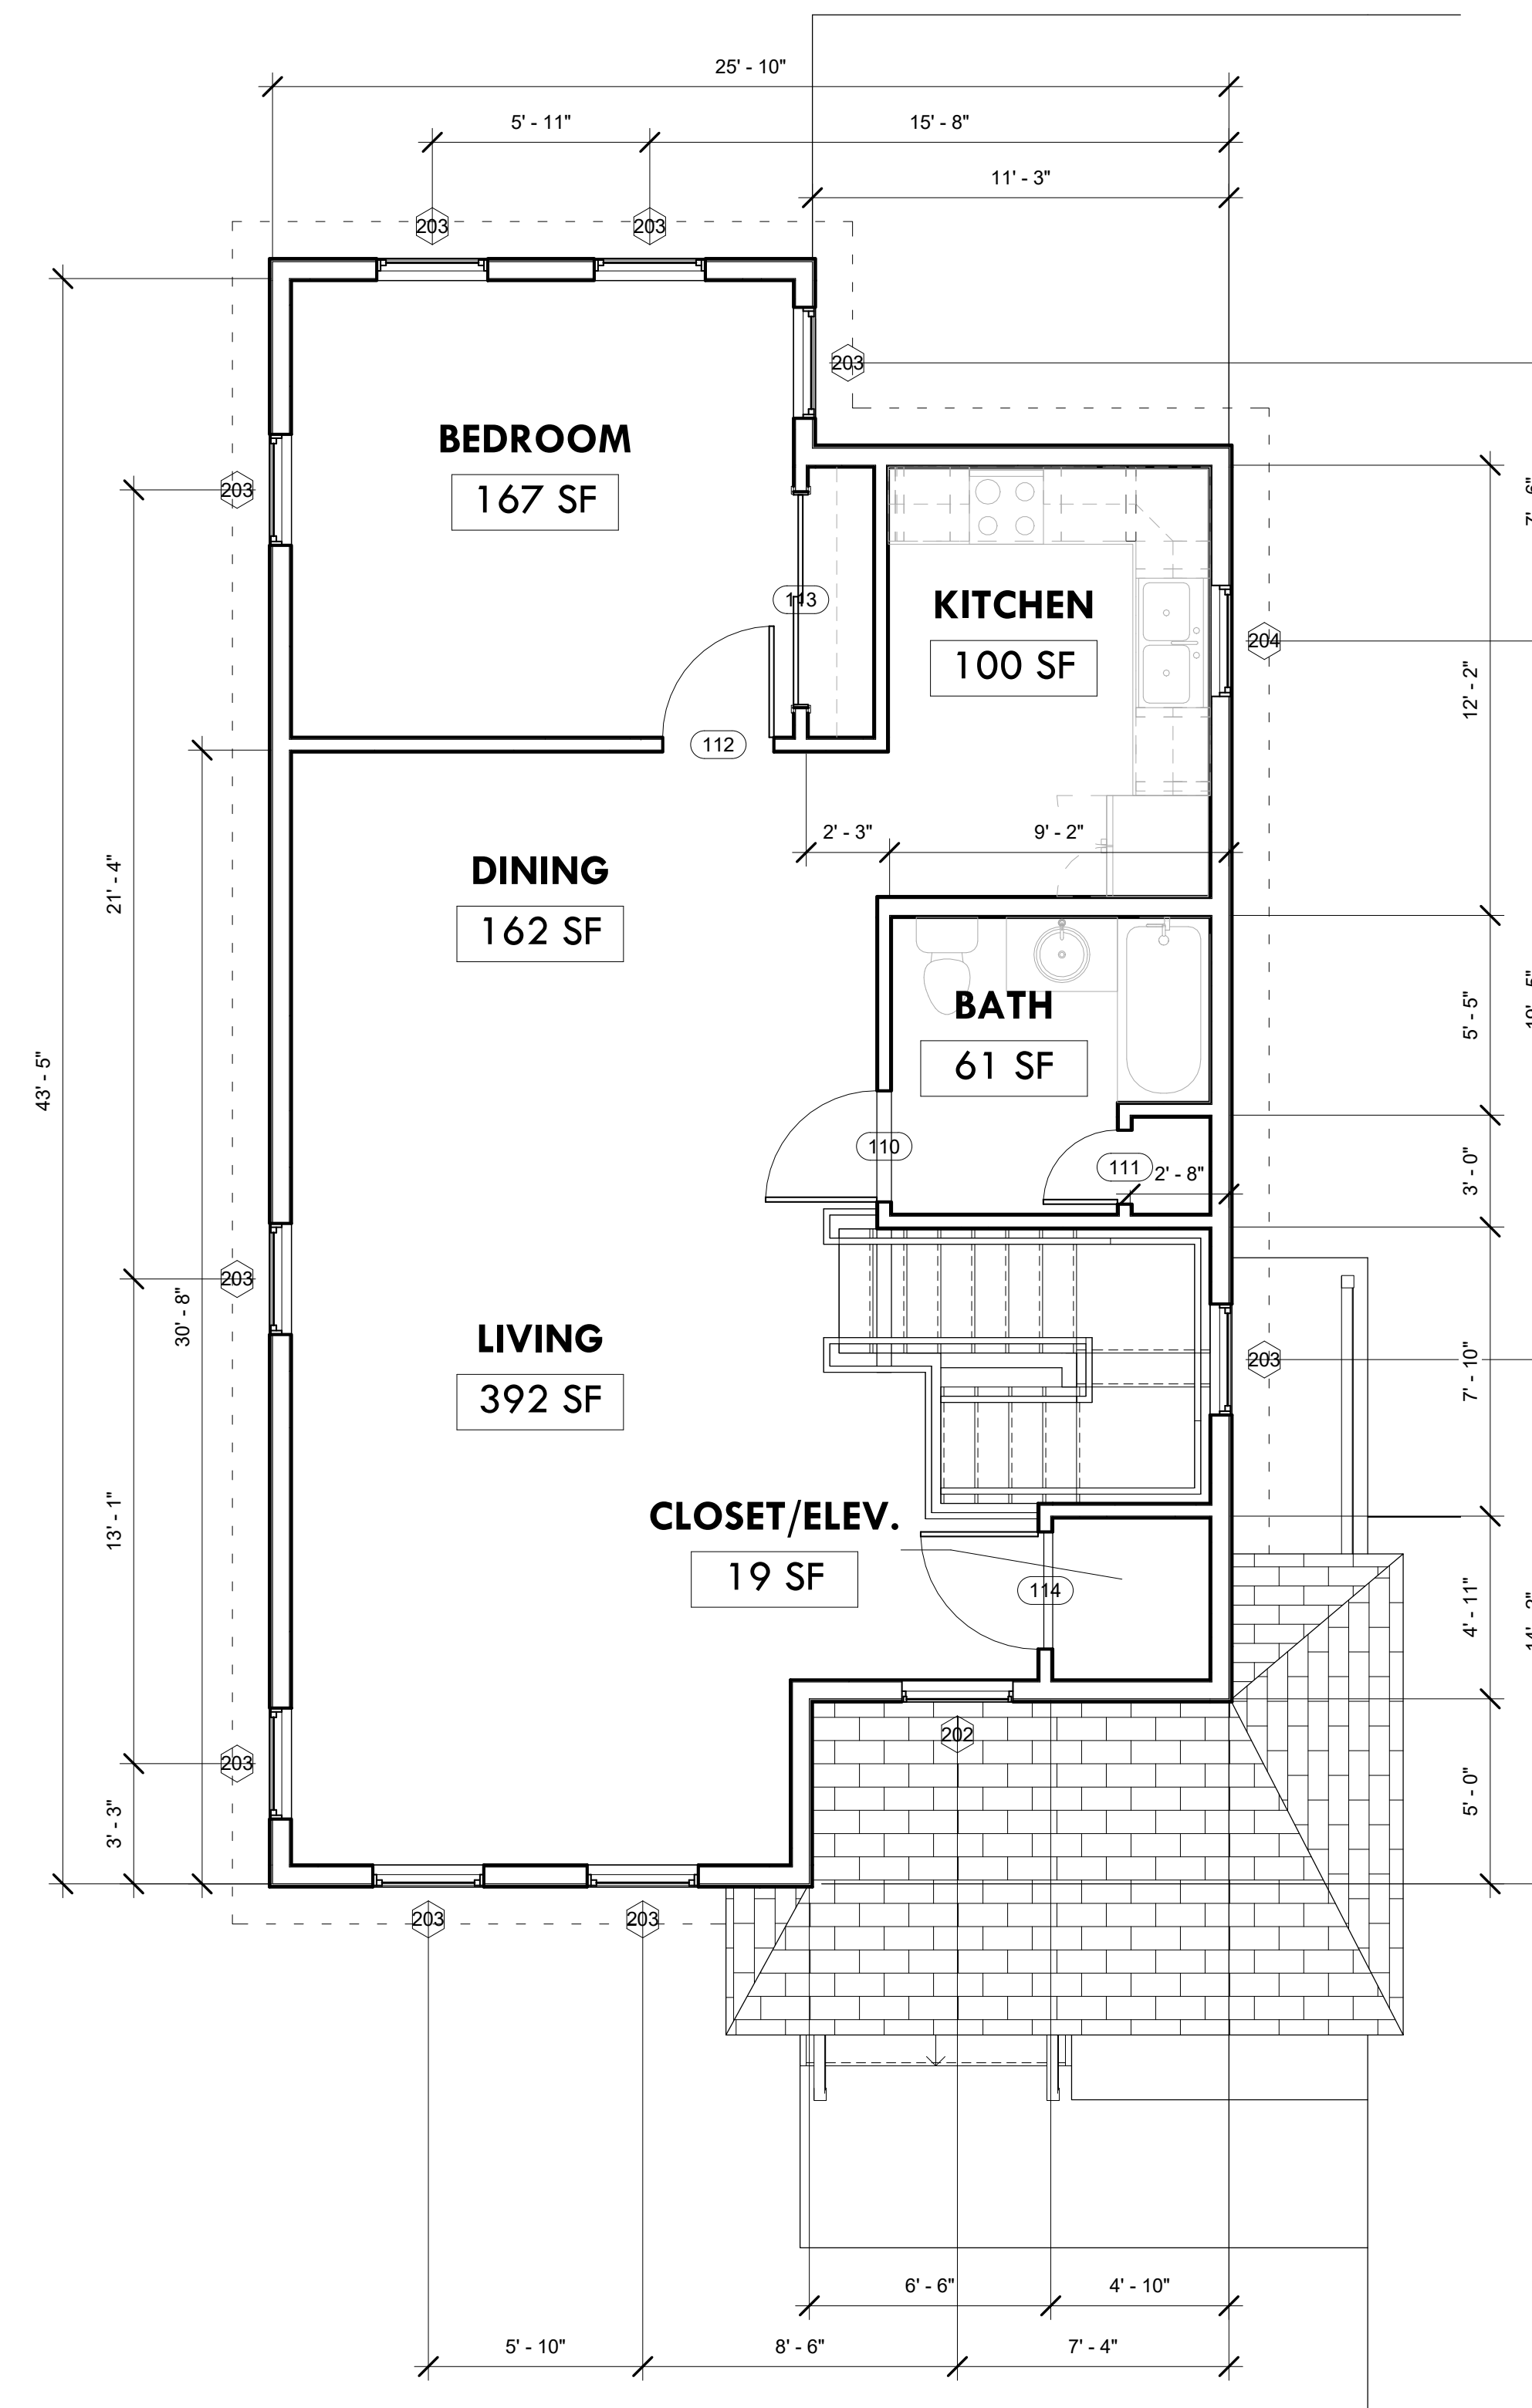 25' - 10"
5' - 11"
15' - 8"
11' - 3"
203
203
203
BEDROOM
167 SF
203
7' - 6"
113
KITCHEN
100 SF
204
12' - 2"
112
2' - 3"
9' - 2"
DINING
162 SF
21' - 4"
BATH
61 SF
5' - 5"
43' - 5"
110
111
2' - 8"
3' - 0"
203
30' - 8"
LIVING
392 SF
203
7' - 10"
CLOSET/ELEV.
19 SF
13' - 1"
114
4' - 11"
202
203
3' - 3"
5' - 0"
203
203
6' - 6"
4' - 10"
5' - 10"
8' - 6"
7' - 4"